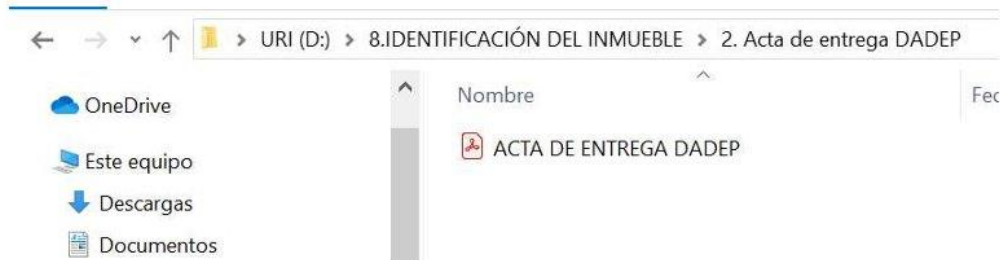 URI (D:) > 8.IDENTIFICACIÓN DEL INMUEBLE > 2. Acta de entrega DADEP
OneDrive
Nombre
Fec
ACTA DE ENTREGA DADEP
Este equipo
Descargas
Documentos